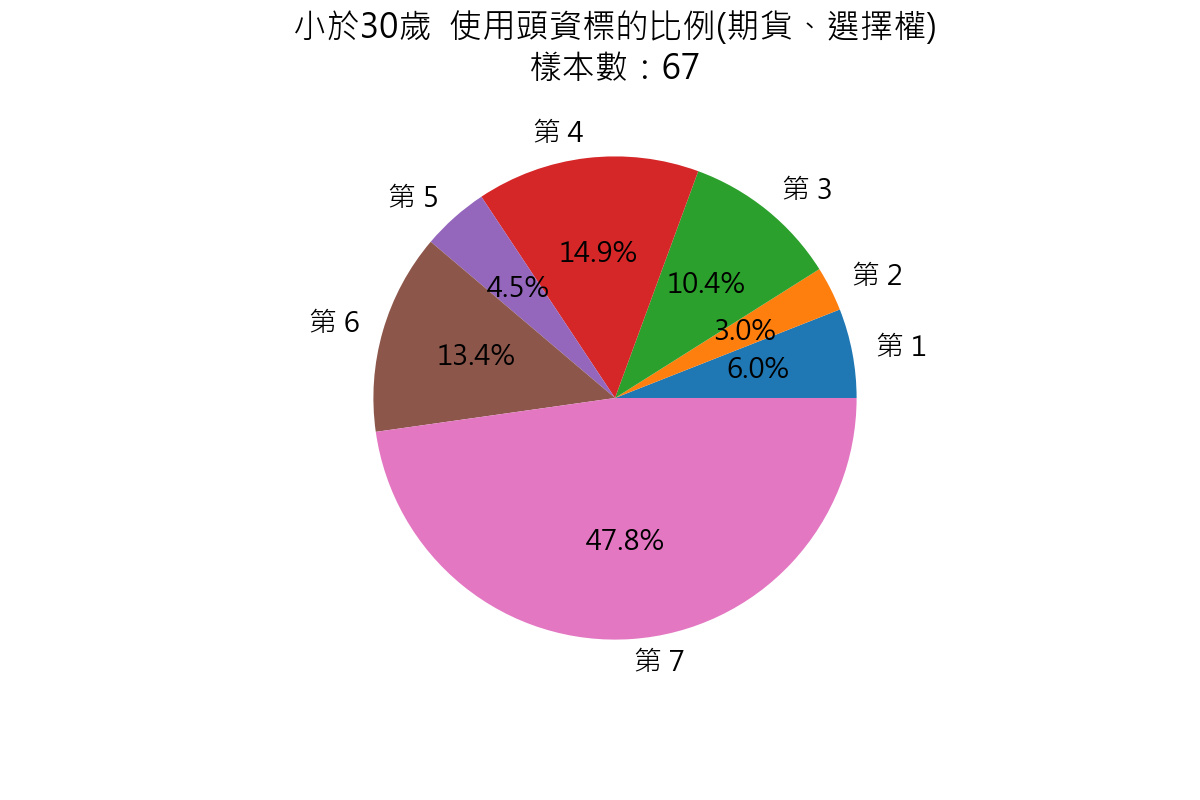 小於30歲 使用頭資標的比例(期貨、選擇權)
樣本數：67
第 4
第 5
第 3
14.9%
第 2
4.5%
10.4%
第 6
3.0%
第 1
13.4%
6.0%
47.8%
第 7